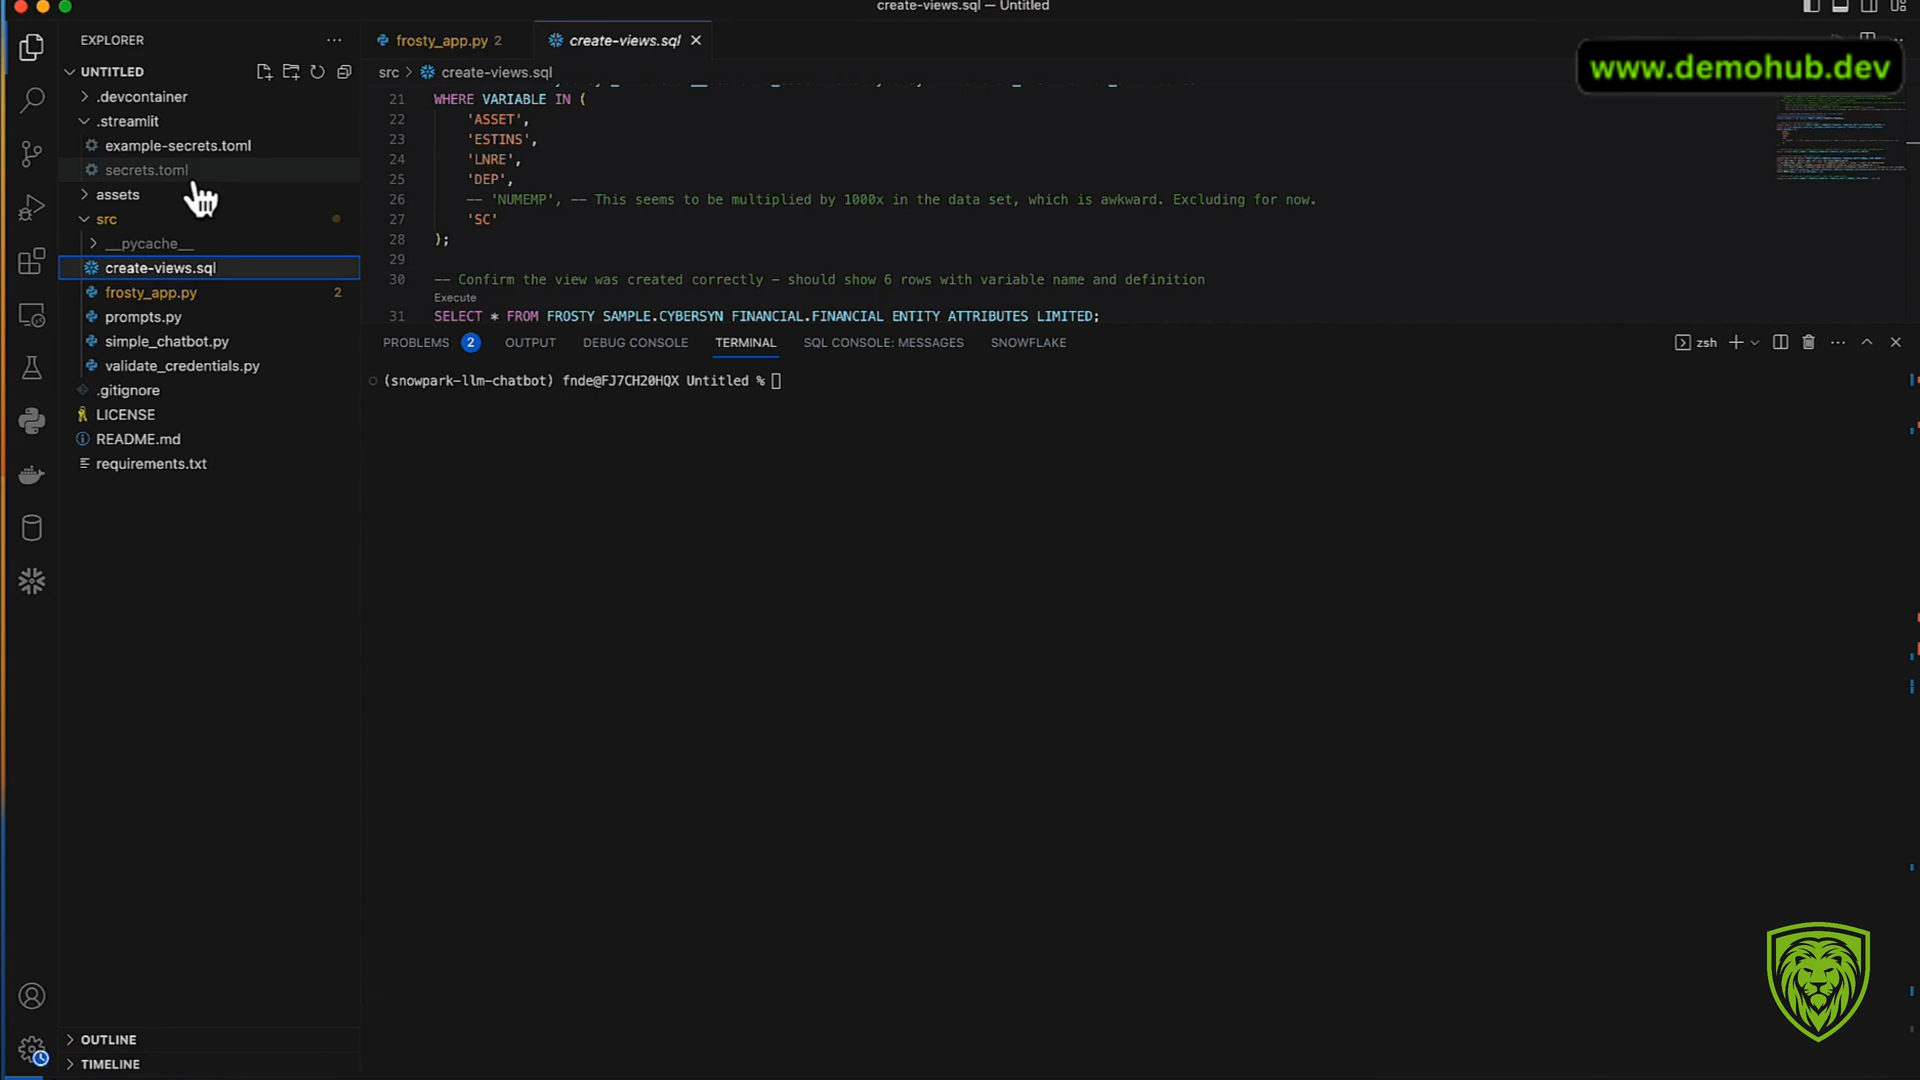 create-views.sql — Untitled
www.demohub.dev
EXPLORER
UNTITLED
.devcontainer
.streamlit
example-secrets.toml
secrets.toml
assets
src
__pycache__
create-views.sql
frosty_app.py 2
prompts.py
simple_chatbot.py
validate_credentials.py
.gitignore
LICENSE
README.md
requirements.txt
OUTLINE
TIMELINE
frosty_app.py 2
create-views.sql
src > create-views.sql
21 WHERE VARIABLE IN (
22 'ASSET',
23 'ESTINS',
24 'LNRE',
25 'DEP',
26 -- 'NUMEMP', -- This seems to be multiplied by 1000x in the data set, which is awkward. Excluding for now.
27 'SC'
28 );
29
30 -- Confirm the view was created correctly - should show 6 rows with variable name and definition
Execute
31 SELECT * FROM FROSTY_SAMPLE.CYBERSYN_FINANCIAL.FINANCIAL_ENTITY_ATTRIBUTES_LIMITED;
PROBLEMS 2 OUTPUT DEBUG CONSOLE TERMINAL SQL CONSOLE: MESSAGES SNOWFLAKE
zsh
(snowpark-llm-chatbot) fnde@FJ7CH20HQX Untitled %